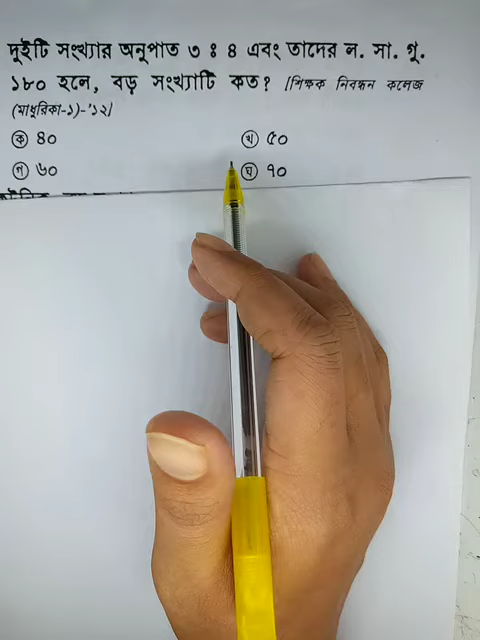 দুইটি সংখ্যার অনুপাত ৩ ঃ ৪ এবং তাদের ল. সা. গু.
১৮০ হলে, বড় সংখ্যাটি কত? [শিক্ষক নিবন্ধন কলেজ
(মাধুরিকা-১)-'১২]
ক ৪০ খ ৫০
গ ৬০ ঘ ৭০